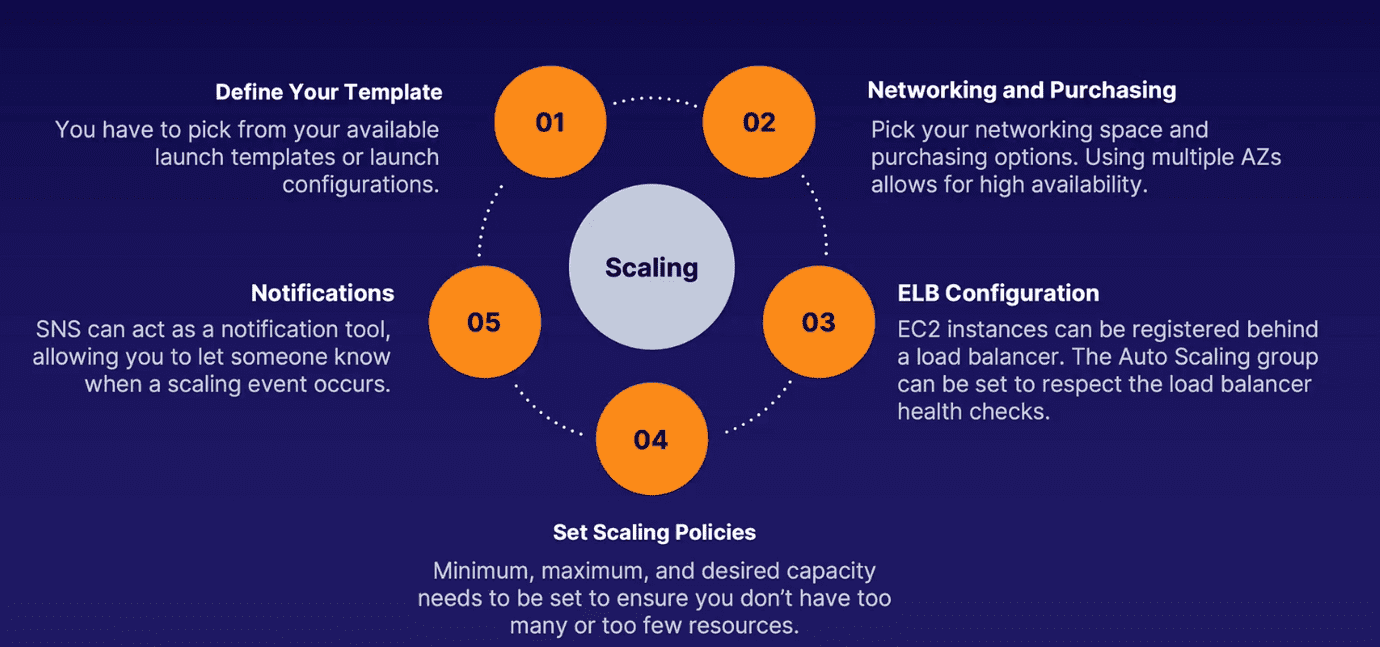 01
Define Your Template
You have to pick from your available
launch templates or launch
configurations.
02
Networking and Purchasing
Pick your networking space and
purchasing options. Using multiple AZs
allows for high availability.
Scaling
03
ELB Configuration
EC2 instances can be registered behind
a load balancer. The Auto Scaling group
can be set to respect the load balancer
health checks.
04
Set Scaling Policies
Minimum, maximum, and desired capacity
needs to be set to ensure you don’t have too
many or too few resources.
05
Notifications
SNS can act as a notification tool,
allowing you to let someone know
when a scaling event occurs.